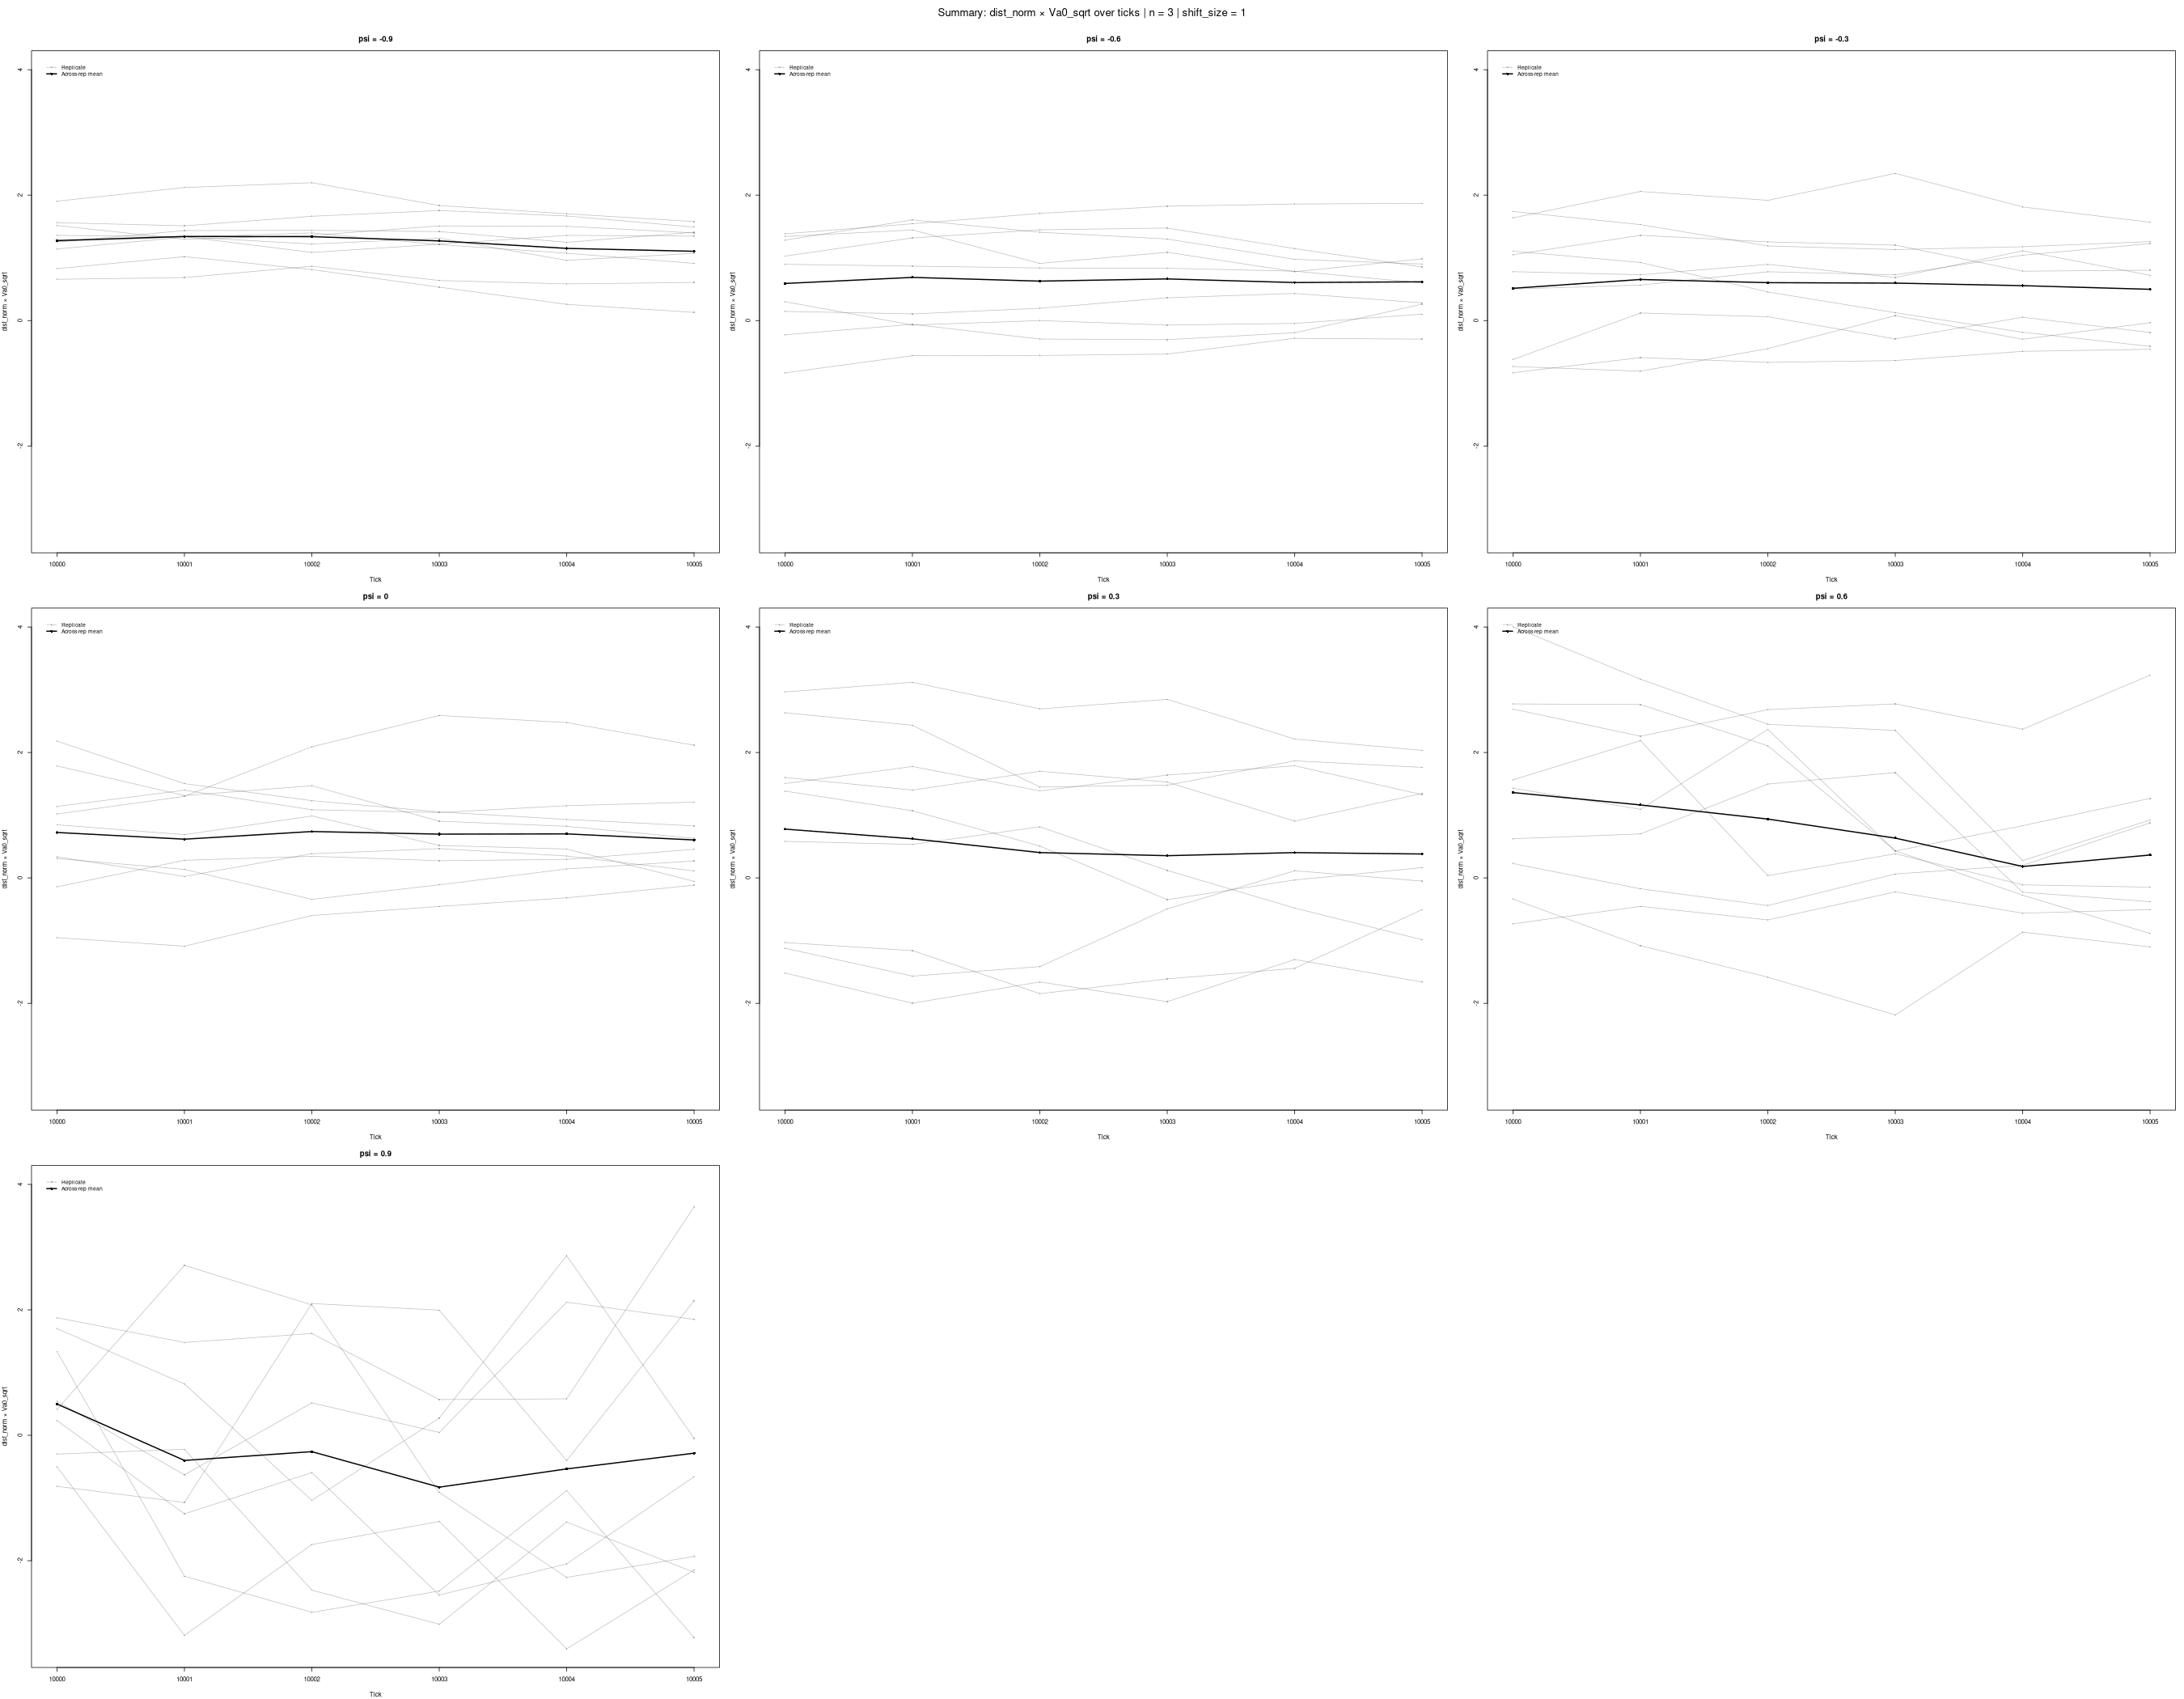 Summary: dist_norm × Va0_sqrt over ticks | n = 3 | shift_size = 1
psi = -0.9
Replicate
Across-rep mean
dist_norm × Va0_sqrt
4
2
0
-2
10000 10001 10002 10003 10004 10005
Tick
psi = -0.6
Replicate
Across-rep mean
dist_norm × Va0_sqrt
4
2
0
-2
10000 10001 10002 10003 10004 10005
Tick
psi = -0.3
Replicate
Across-rep mean
dist_norm × Va0_sqrt
4
2
0
-2
10000 10001 10002 10003 10004 10005
Tick
psi = 0
Replicate
Across-rep mean
dist_norm × Va0_sqrt
4
2
0
-2
10000 10001 10002 10003 10004 10005
Tick
psi = 0.3
Replicate
Across-rep mean
dist_norm × Va0_sqrt
4
2
0
-2
10000 10001 10002 10003 10004 10005
Tick
psi = 0.6
Replicate
Across-rep mean
dist_norm × Va0_sqrt
4
2
0
-2
10000 10001 10002 10003 10004 10005
Tick
psi = 0.9
Replicate
Across-rep mean
dist_norm × Va0_sqrt
4
2
0
-2
10000 10001 10002 10003 10004 10005
Tick